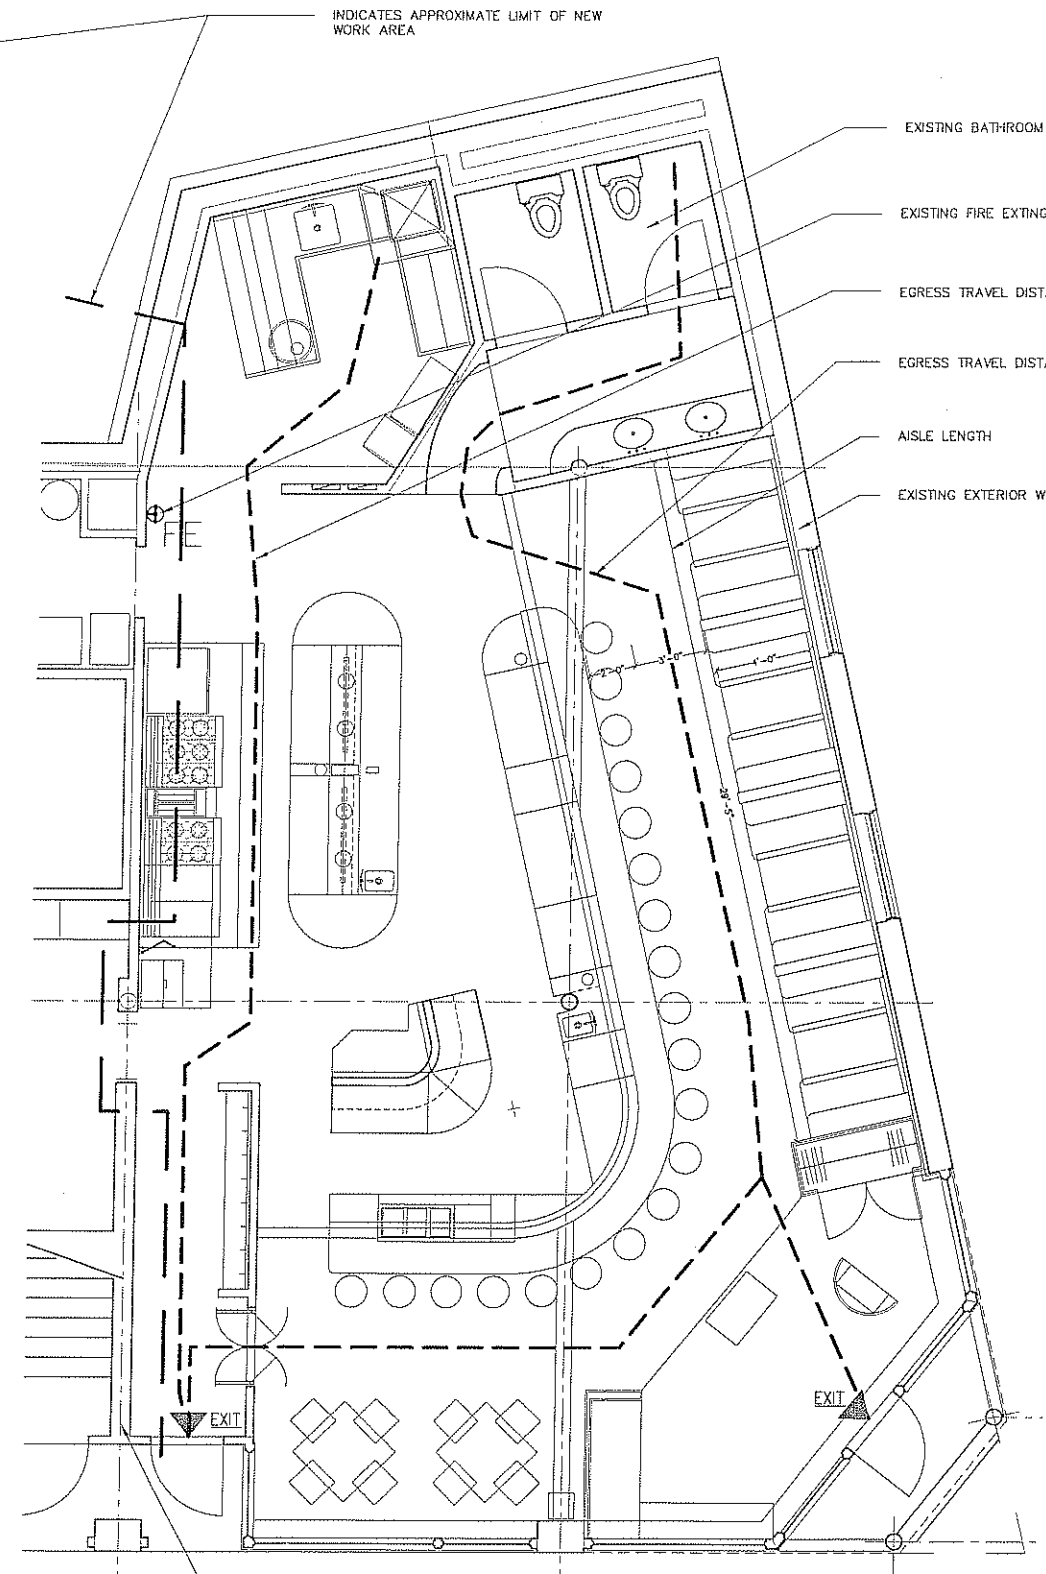 INDICATES APPROXIMATE LIMIT OF NEW
WORK AREA
EXISTING BATHROOM
EXISTING FIRE EXTING
EGRESS TRAVEL DIST.
EGRESS TRAVEL DIST.
AISLE LENGTH
EXISTING EXTERIOR W
FE
2'-0"
3'-0"
4'-0"
29'-5"
EXIT
EXIT